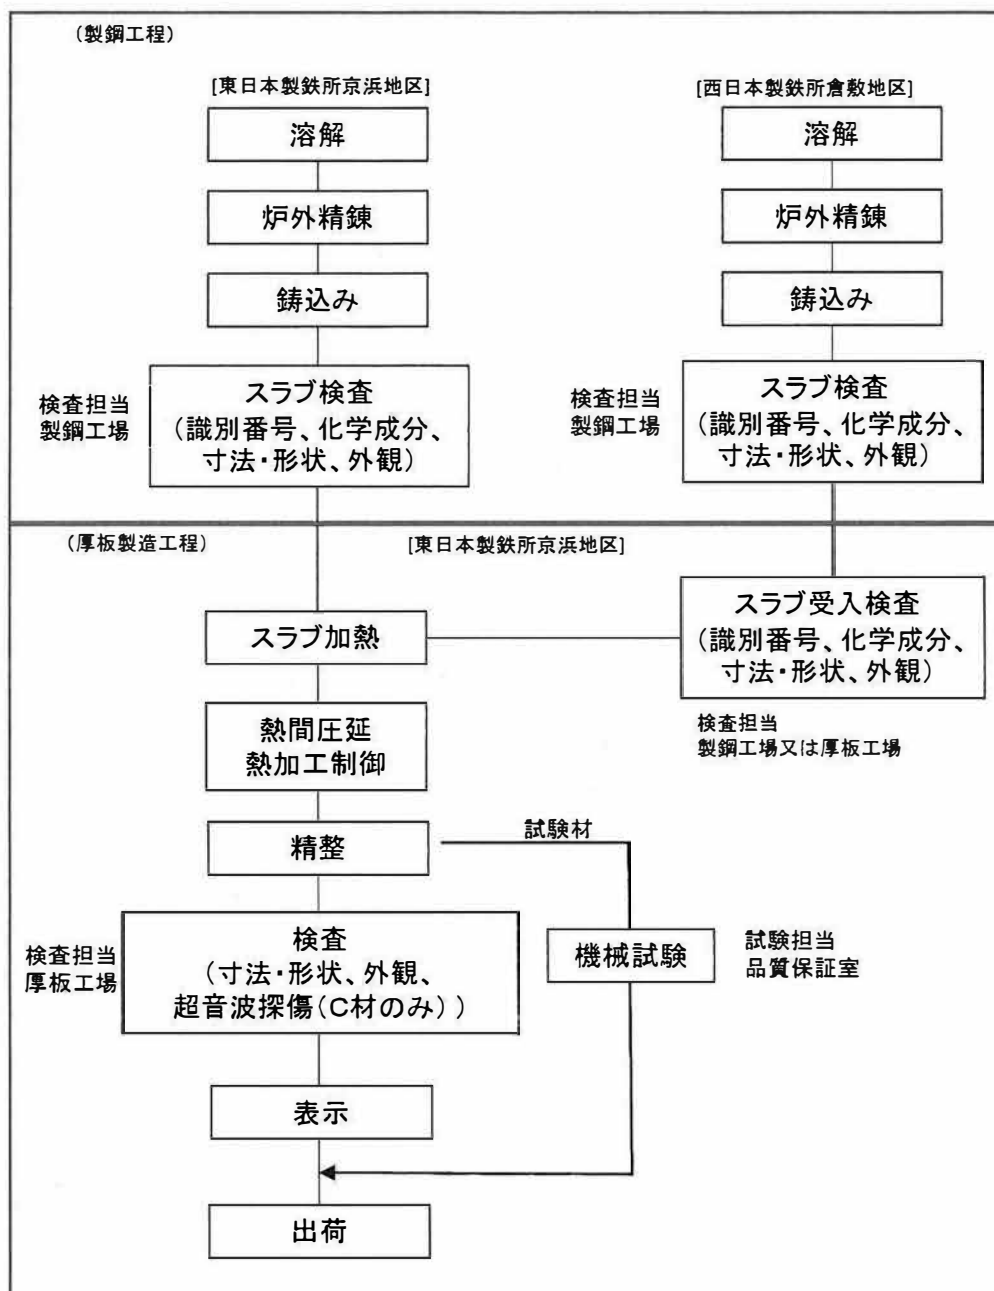 （製鋼工程）
[東日本製鉄所京浜地区]
溶解
炉外精錬
鋳込み
検査担当
製鋼工場
スラブ検査
（識別番号、化学成分、
寸法・形状、外観）
[西日本製鉄所倉敷地区]
溶解
炉外精錬
鋳込み
検査担当
製鋼工場
スラブ検査
（識別番号、化学成分、
寸法・形状、外観）
（厚板製造工程）
[東日本製鉄所京浜地区]
スラブ受入検査
（識別番号、化学成分、
寸法・形状、外観）
検査担当
製鋼工場又は厚板工場
スラブ加熱
熱間圧延
熱加工制御
精整
試験材
検査担当
厚板工場
検査
（寸法・形状、外観、
超音波探傷（C材のみ））
機械試験
試験担当
品質保証室
表示
出荷